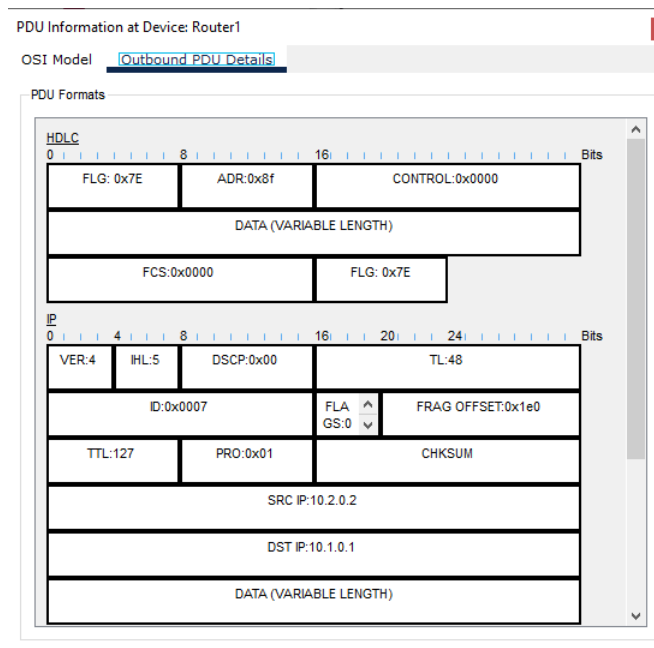 PDU Information at Device: Router1
OSI Model Outbound PDU Details
PDU Formats
HDLC
0 8 16 Bits
FLG: 0x7E ADR:0x8f CONTROL:0x0000
DATA (VARIABLE LENGTH)
FCS:0x0000 FLG: 0x7E
IP
0 4 8 16 20 24 Bits
VER:4 IHL:5 DSCP:0x00 TL:48
ID:0x0007 FLA GS:0 FRAG OFFSET:0x1e0
TTL:127 PRO:0x01 CHKSUM
SRC IP:10.2.0.2
DST IP:10.1.0.1
DATA (VARIABLE LENGTH)